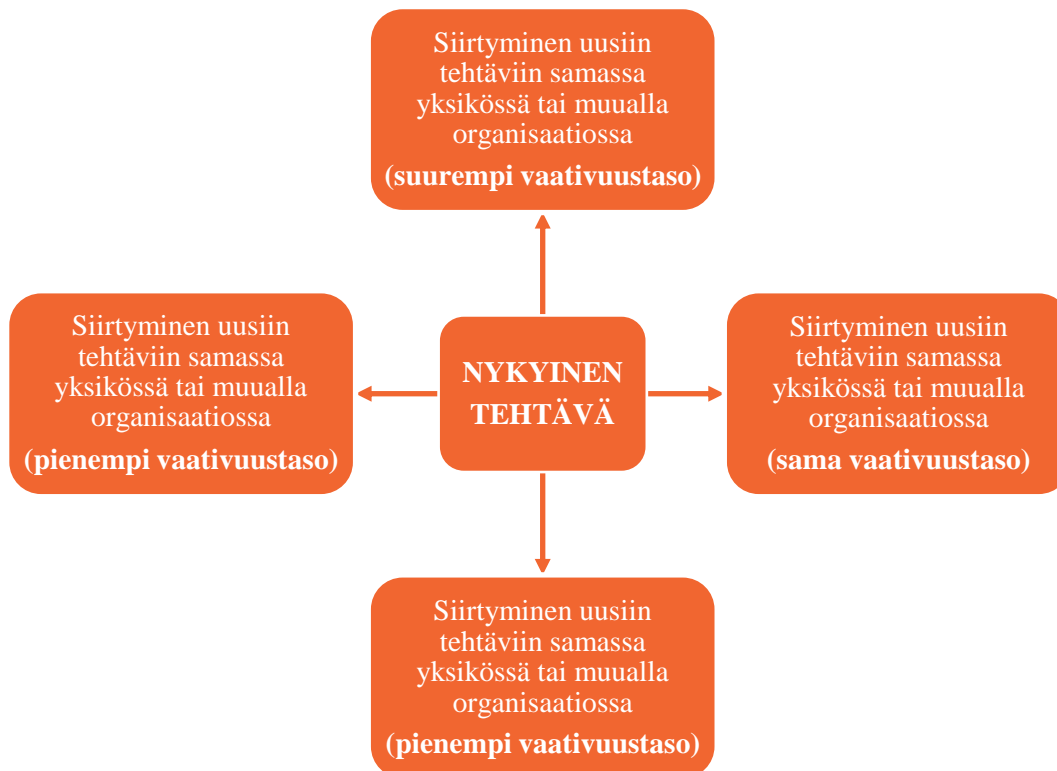 Siirtyminen uusiin
tehtäviin samassa
yksikössä tai muualla
organisaatiossa
(suurempi vaativuustaso)
Siirtyminen uusiin
tehtäviin samassa
yksikössä tai muualla
organisaatiossa
(pienempi vaativuustaso)
NYKYINEN
TEHTÄVÄ
Siirtyminen uusiin
tehtäviin samassa
yksikössä tai muualla
organisaatiossa
(sama vaativuustaso)
Siirtyminen uusiin
tehtäviin samassa
yksikössä tai muualla
organisaatiossa
(pienempi vaativuustaso)